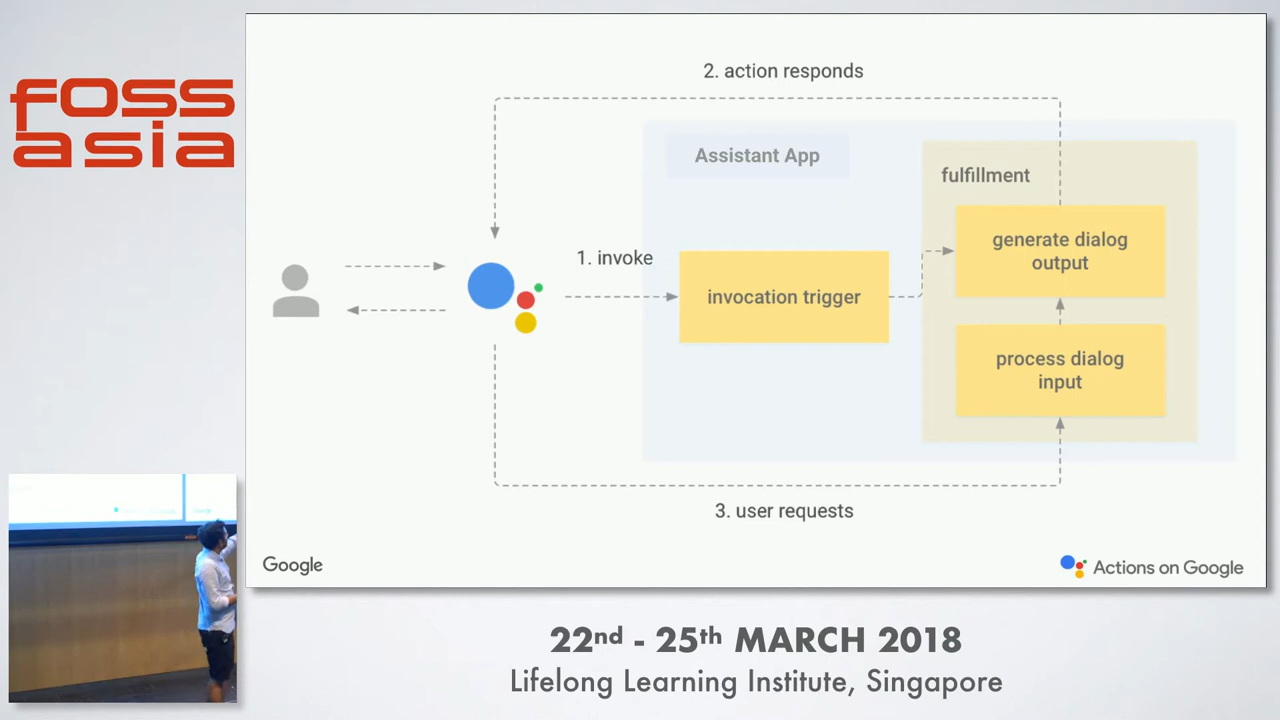 foss
asia
2. action responds
Assistant App
fulfillment
generate dialog
output
1. invoke
invocation trigger
process dialog
input
3. user requests
Google
Actions on Google
22nd - 25th MARCH 2018
Lifelong Learning Institute, Singapore